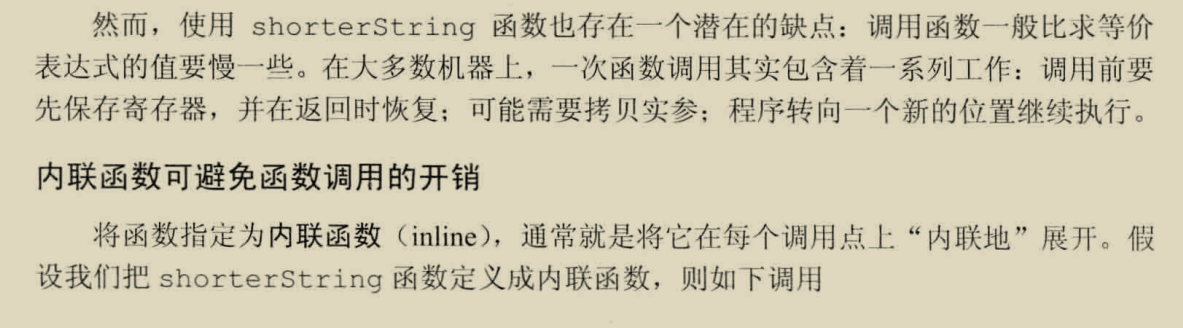 然而，使用 shorterString 函数也存在一个潜在的缺点：调用函数一般比求等价
表达式的值要慢一些。在大多数机器上，一次函数调用其实包含着一系列工作：调用前要
先保存寄存器，并在返回时恢复；可能需要拷贝实参；程序转向一个新的位置继续执行。
内联函数可避免函数调用的开销
将函数指定为内联函数（inline），通常就是将它在每个调用点上“内联地”展开。假
设我们把 shorterString 函数定义成内联函数，则如下调用